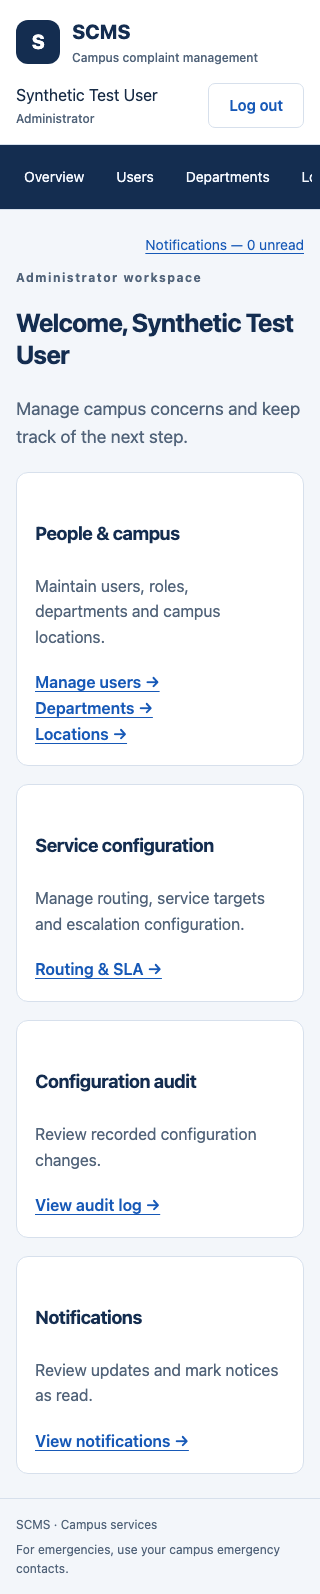 S
SCMS
Campus complaint management
Synthetic Test User
Administrator
Log out
Overview Users Departments
Notifications — 0 unread
Administrator workspace
Welcome, Synthetic Test
User
Manage campus concerns and keep
track of the next step.
People & campus
Maintain users, roles,
departments and campus
locations.
Manage users →
Departments →
Locations →
Service configuration
Manage routing, service targets
and escalation configuration.
Routing & SLA →
Configuration audit
Review recorded configuration
changes.
View audit log →
Notifications
Review updates and mark notices
as read.
View notifications →
SCMS · Campus services
For emergencies, use your campus emergency
contacts.